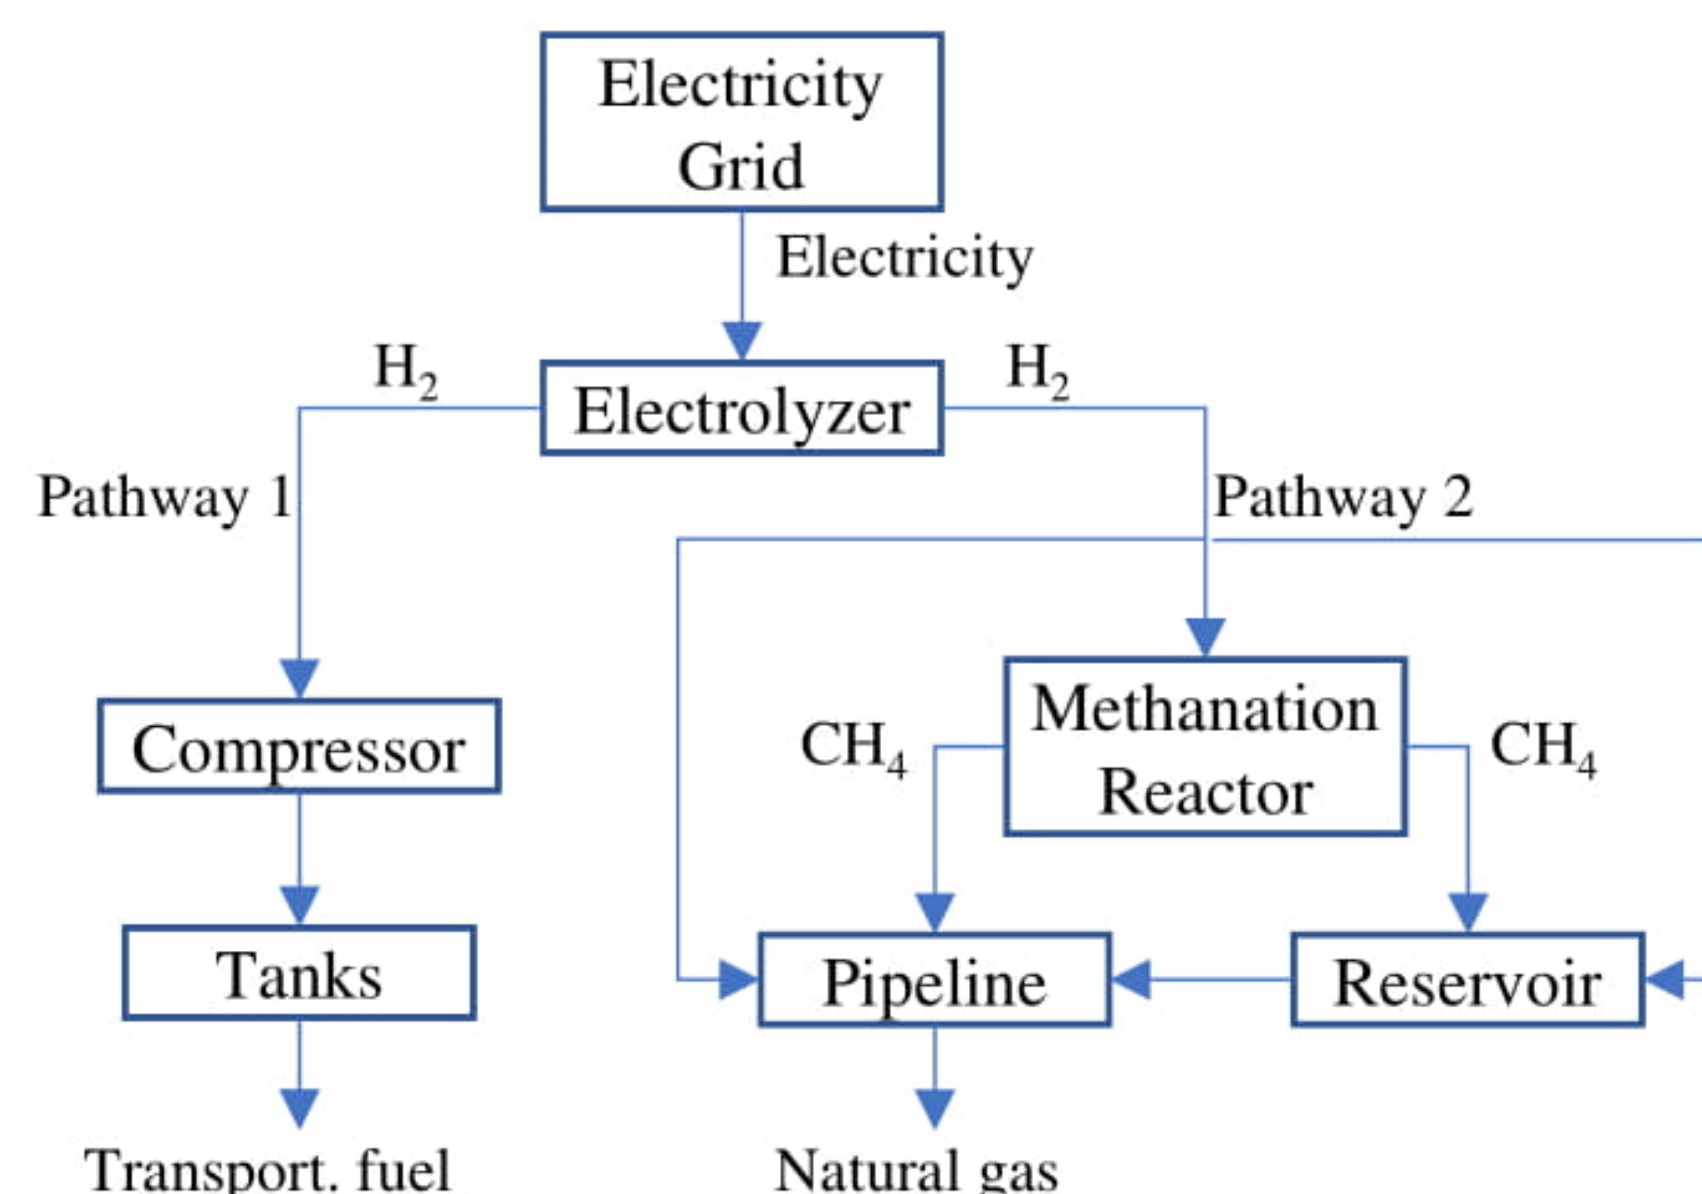 Electricity
Grid
Electricity
H₂
Electrolyzer
H₂
Pathway 1
Pathway 2
Methanation
Reactor
CH₄
CH₄
Compressor
Tanks
Pipeline
Reservoir
Transport. fuel
Natural gas